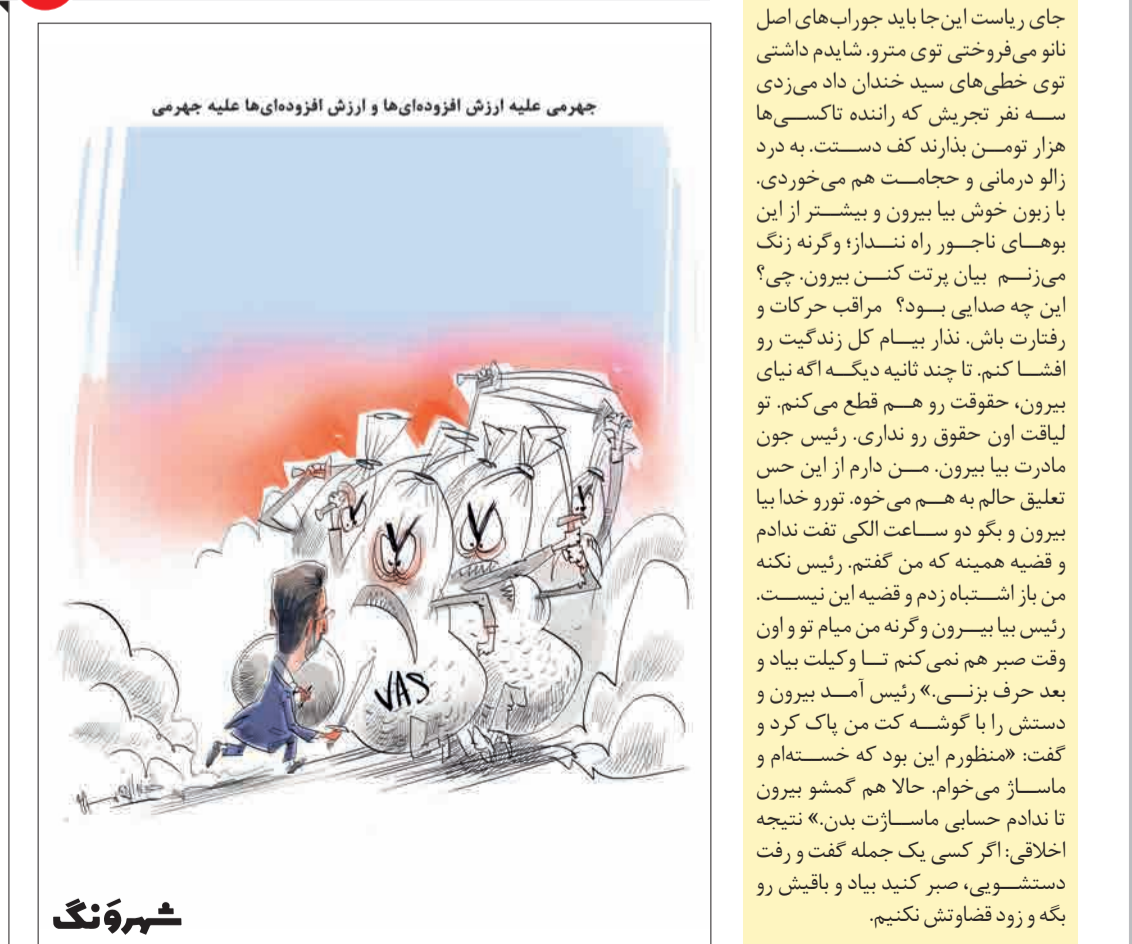 جای ریاست این‌جا باید جوراب‌های اصل
نانو می‌فروختی توی مترو. شایدم داشتی
توی خطی‌های سید خندان داد می‌زدی
سه نفر تجریش که راننده تاکسی‌ها
هزار تومن بذارند کف دستت. به درد
زالو درمانی و حجامت هم می‌خوردی.
با زبون خوش بیا بیرون و بیشتر از این
بوهای ناجور راه ننداز؛ وگرنه زنگ
می‌زنم بیان پرتت کنن بیرون. چی؟
این چه صدایی بود؟ مراقب حرکات و
رفتارت باش. نذار بیام کل زندگیت رو
افشا کنم. تا چند ثانیه دیگه اگه نیای
بیرون، حقوقت رو هم قطع می‌کنم. تو
لیاقت اون حقوق رو نداری. رئیس جون
مادرت بیا بیرون. من دارم از این حس
تعلیق حالم به هم می‌خوه. تورو خدا بیا
بیرون و بگو دو ساعت الکی تفت ندادم
و قضیه همینه که من گفتم. رئیس نکنه
من باز اشتباه زدم و قضیه این نیست.
رئیس بیا بیرون وگرنه من میام تو و اون
وقت صبر هم نمی‌کنم تا وکیلت بیاد و
بعد حرف بزنی.» رئیس آمد بیرون و
دستش را با گوشه کت من پاک کرد و
گفت: «منظورم این بود که خسته‌ام و
ماساژ می‌خوام. حالا هم گمشو بیرون
تا ندادم حسابی ماساژت بدن.» نتیجه
اخلاقی: اگر کسی یک جمله گفت و رفت
دستشویی، صبر کنید بیاد و باقیش رو
بگه و زود قضاوتش نکنیم.
جهرمی علیه ارزش افزوده‌ای‌ها و ارزش افزوده‌ای‌ها علیه جهرمی
VAS
شهروَنگ